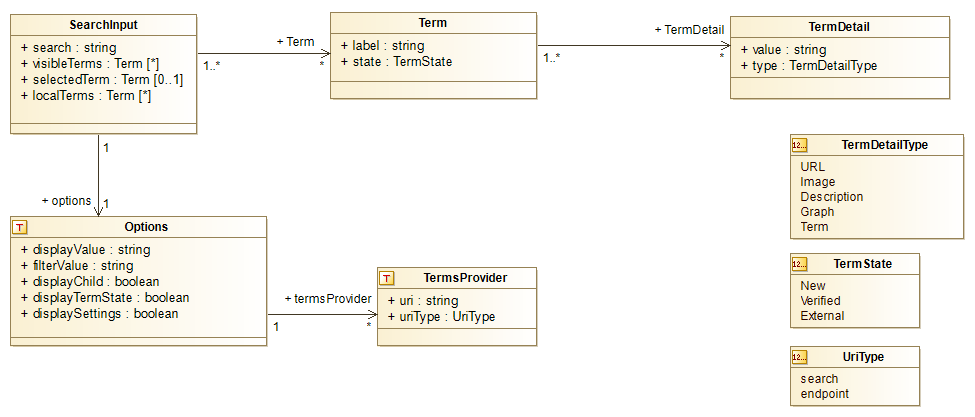 SearchInput
+ search : string
+ visibleTerms : Term [*]
+ selectedTerm : Term [0..1]
+ localTerms : Term [*]
+ Term
1..*
*
Term
+ label : string
+ state : TermState
+ TermDetail
1..*
*
TermDetail
+ value : string
+ type : TermDetailType
1
+ options
1
T
Options
+ displayValue : string
+ filterValue : string
+ displayChild : boolean
+ displayTermState : boolean
+ displaySettings : boolean
+ termsProvider
1
*
T
TermsProvider
+ uri : string
+ uriType : UriType
12...
TermDetailType
URL
Image
Description
Graph
Term
12...
TermState
New
Verified
External
12...
UriType
search
endpoint